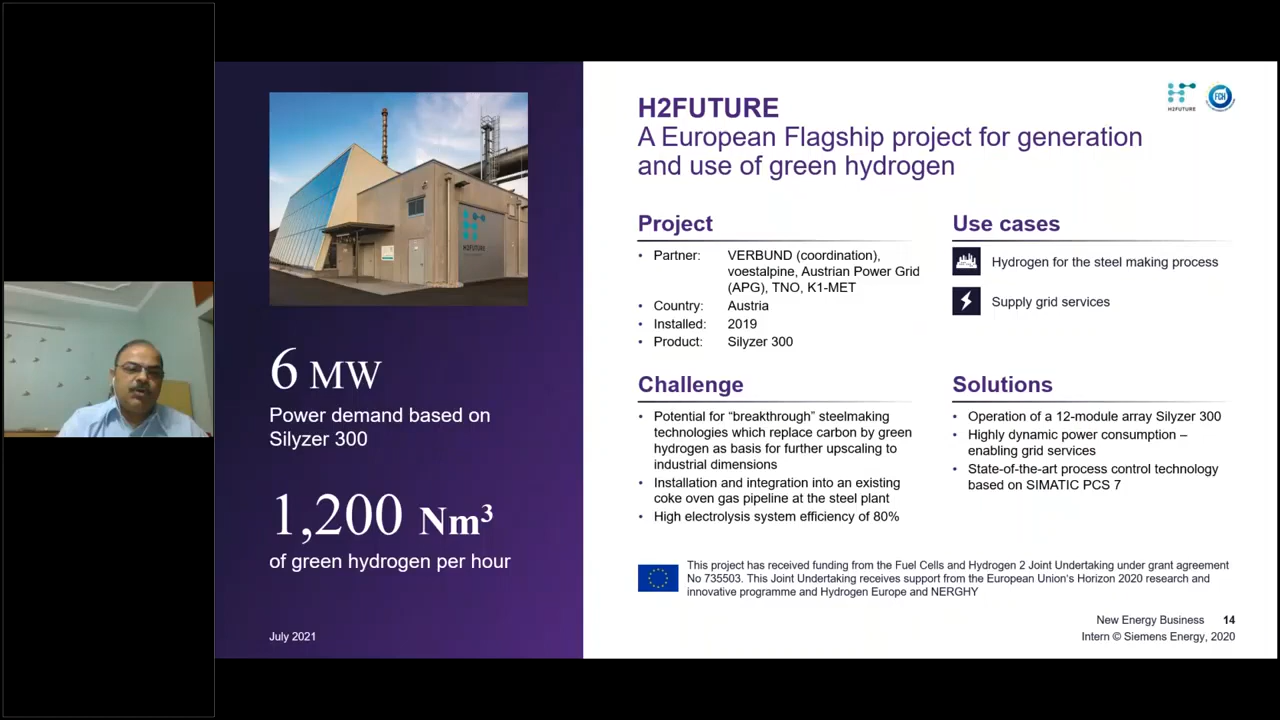 H2FUTURE
6 MW
Power demand based on
Silyzer 300
1,200 Nm³
of green hydrogen per hour
July 2021
H2FUTURE
A European Flagship project for generation
and use of green hydrogen
H2FUTURE
FCH
Project
• Partner: VERBUND (coordination),
voestalpine, Austrian Power Grid
(APG), TNO, K1-MET
• Country: Austria
• Installed: 2019
• Product: Silyzer 300
Use cases
Hydrogen for the steel making process
Supply grid services
Challenge
• Potential for “breakthrough” steelmaking
technologies which replace carbon by green
hydrogen as basis for further upscaling to
industrial dimensions
• Installation and integration into an existing
coke oven gas pipeline at the steel plant
• High electrolysis system efficiency of 80%
Solutions
• Operation of a 12-module array Silyzer 300
• Highly dynamic power consumption –
enabling grid services
• State-of-the-art process control technology
based on SIMATIC PCS 7
This project has received funding from the Fuel Cells and Hydrogen 2 Joint Undertaking under grant agreement
No 735503. This Joint Undertaking receives support from the European Union‘s Horizon 2020 research and
innovative programme and Hydrogen Europe and NERGHY
New Energy Business 14
Intern © Siemens Energy, 2020